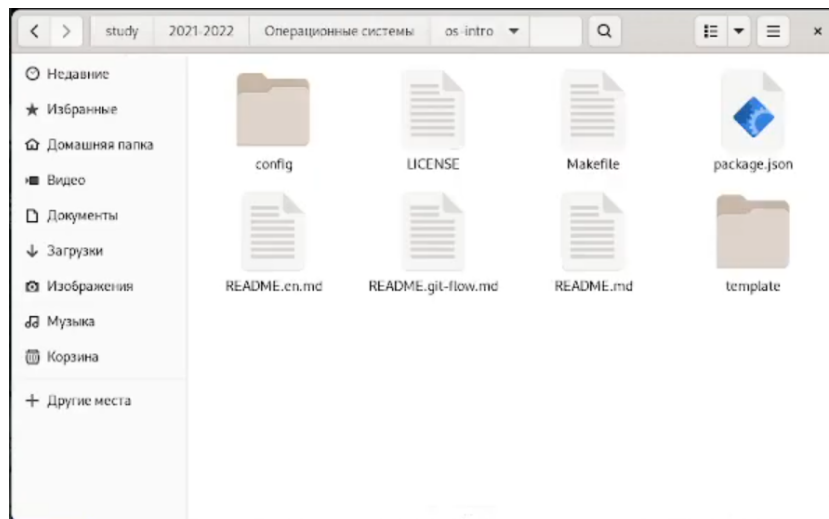 study 2021-2022 Операционные системы os-intro
Недавние
Избранные
Домашняя папка
Видео
Документы
Загрузки
Изображения
Музыка
Корзина
Другие места
config LICENSE Makefile package.json
README.en.md README.git-flow.md README.md template